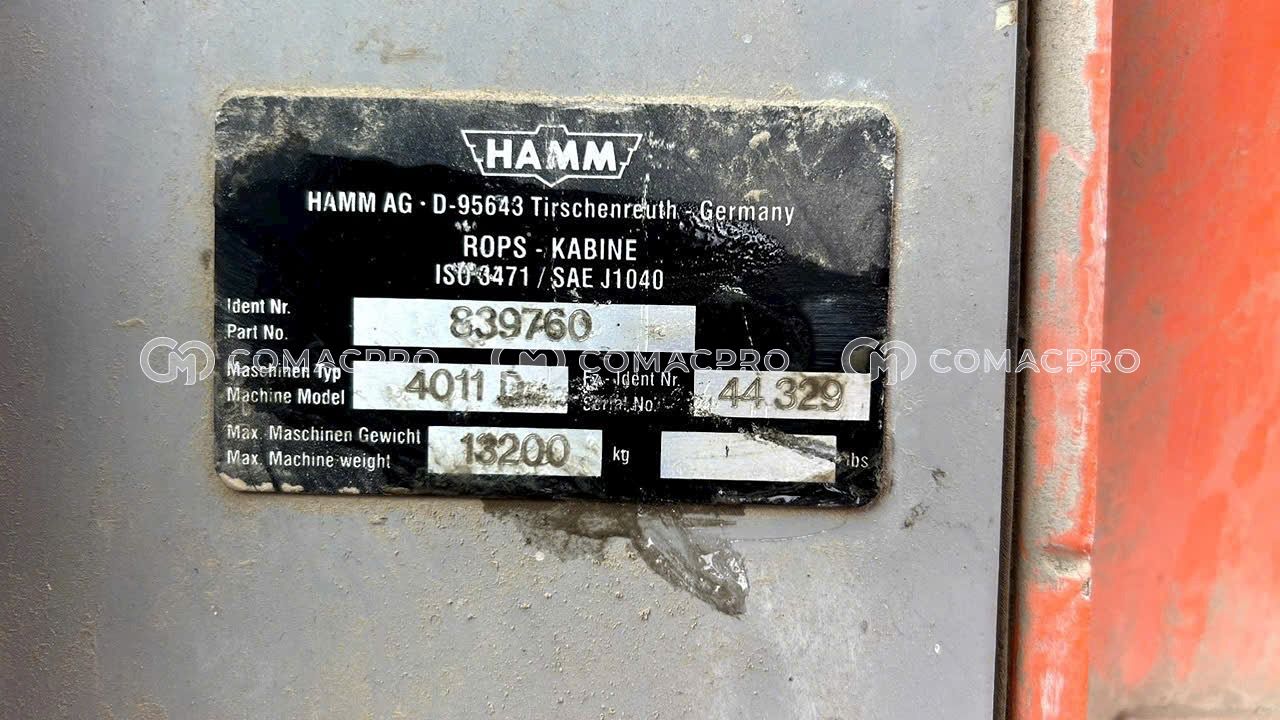 HAMM
HAMM AG · D-95643 Tirschenreuth - Germany
ROPS - KABINE
ISO 3471 / SAE J1040
Ident Nr.
Part No. 839760
COMACPRO COMACPRO COMACPRO
Maschinen Typ
Machine Model 4011 D Ident Nr.
Serial No. 44 329
Max. Maschinen Gewicht
Max. Machine weight 13200 kg lbs